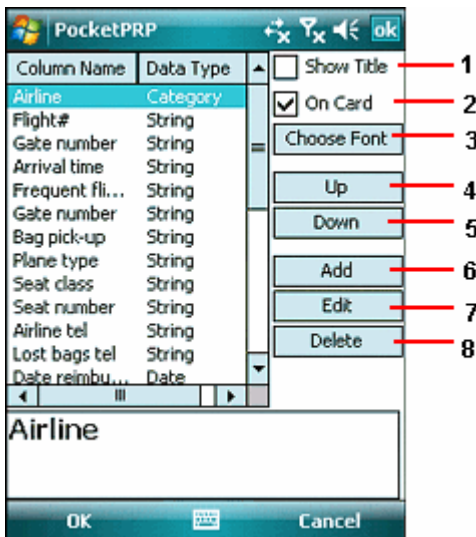 PocketPRP ok
Column Name Data Type
Airline Category
Flight# String
Gate number String
Arrival time String
Frequent fli... String
Gate number String
Bag pick-up String
Plane type String
Seat class String
Seat number String
Airline tel String
Lost bags tel String
Date reimbu... Date
Show Title 1
On Card 2
Choose Font 3
Up 4
Down 5
Add 6
Edit 7
Delete 8
Airline
OK Cancel